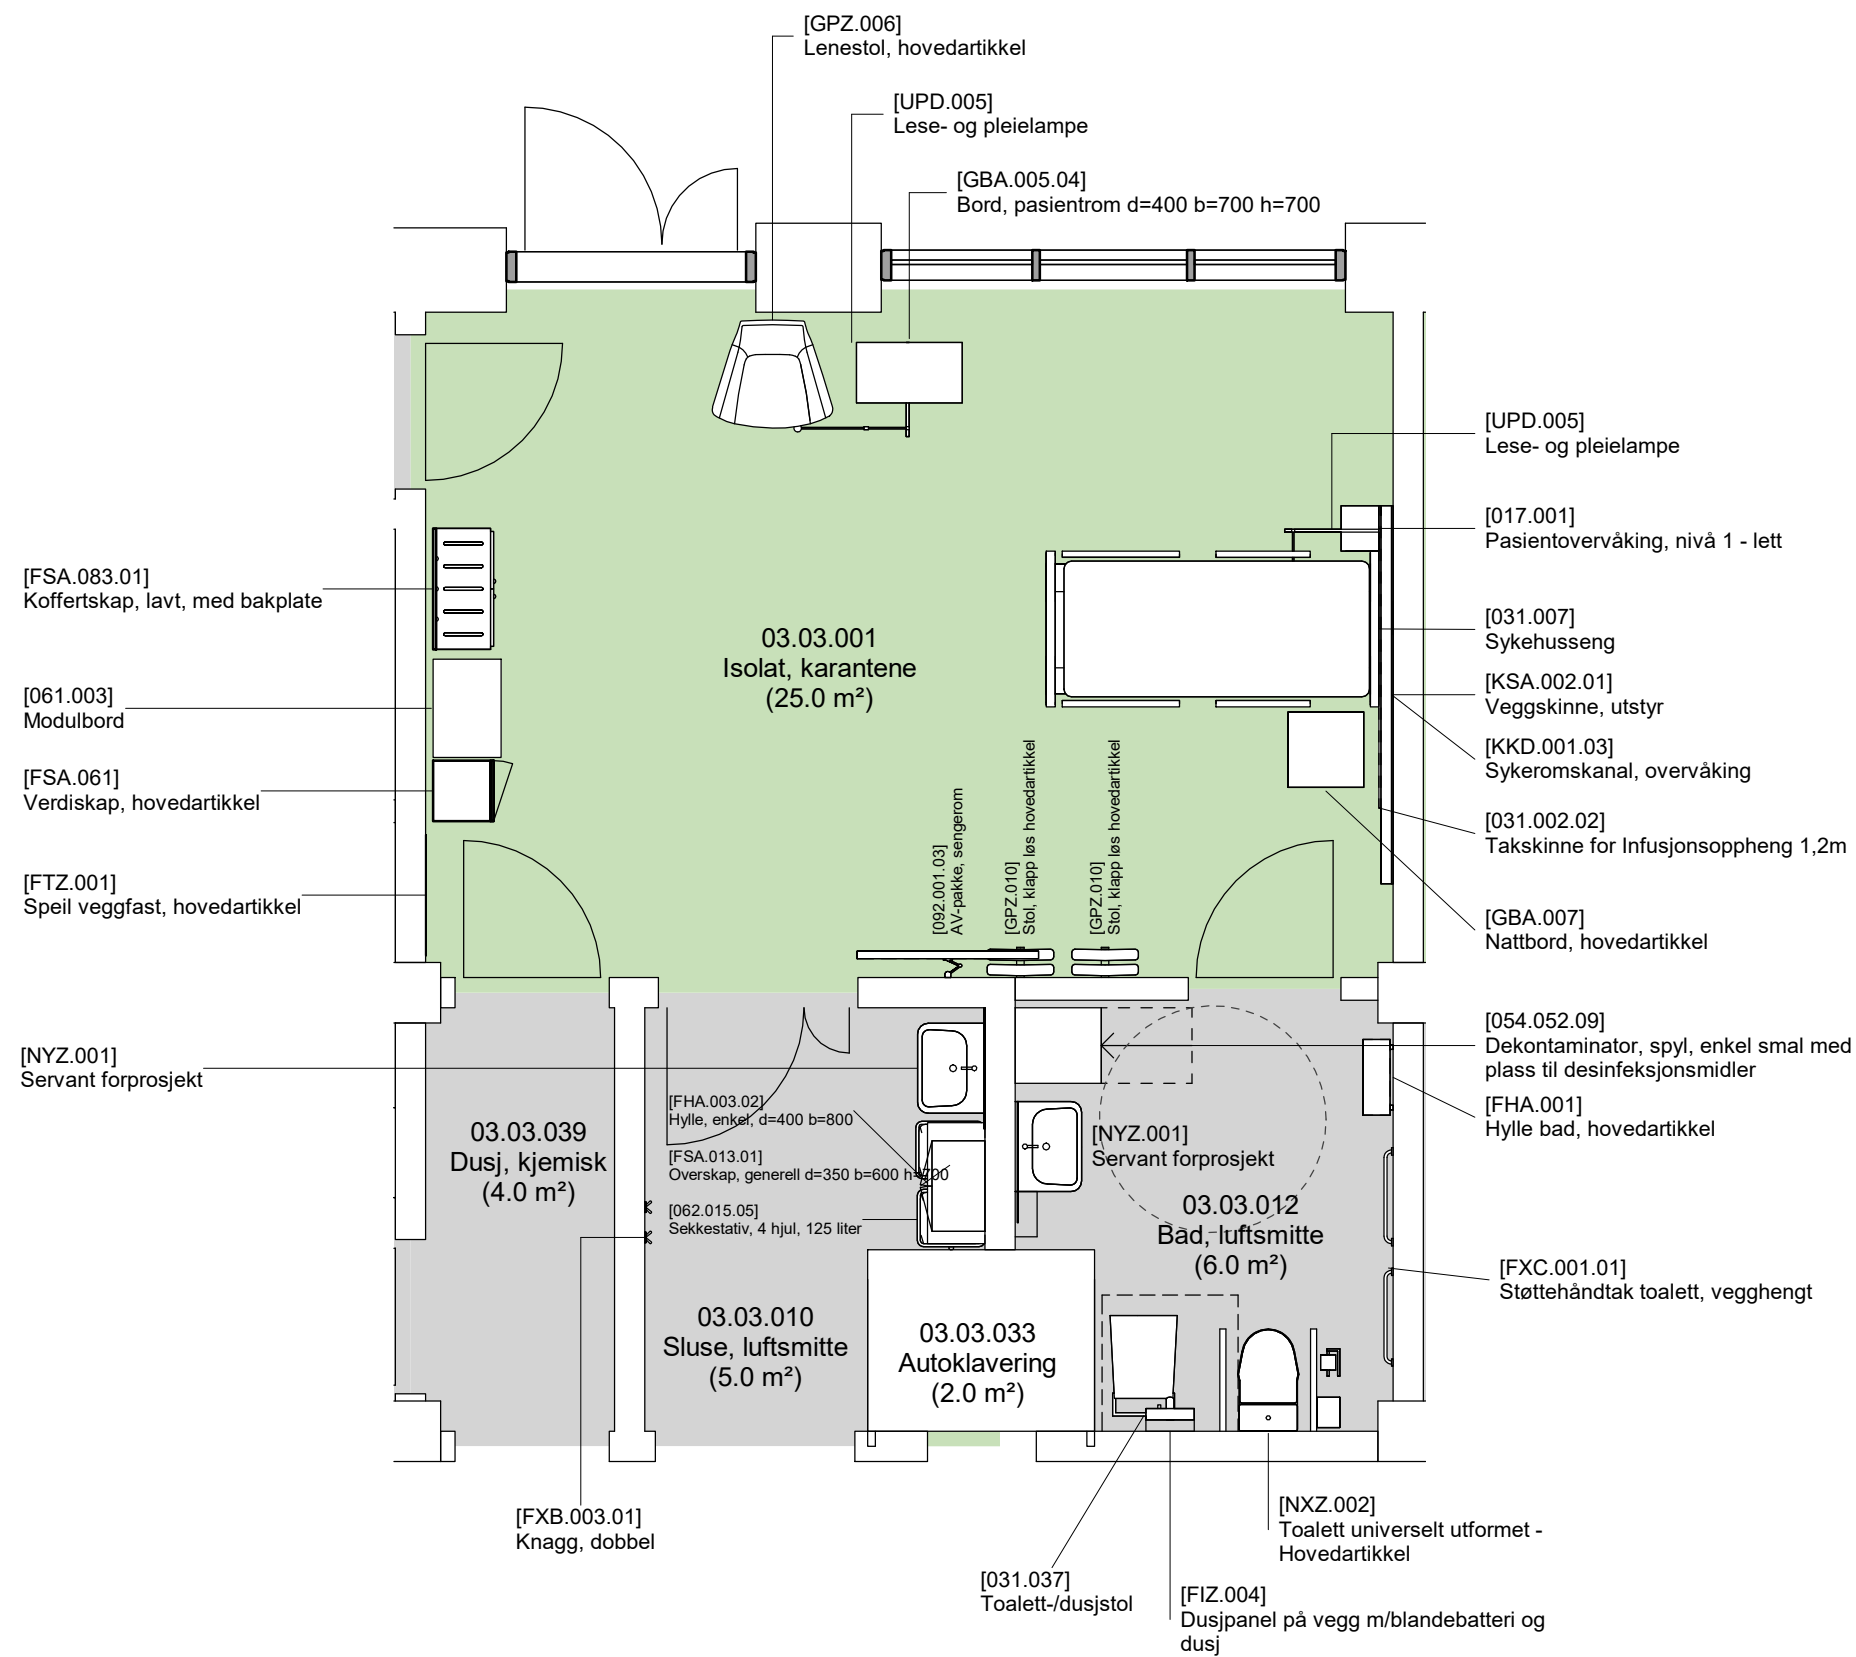 [GPZ.006]
Lenestol, hovedartikkel
[UPD.005]
Lese- og pleielampe
[GBA.005.04]
Bord, pasientrom d=400 b=700 h=700
[UPD.005]
Lese- og pleielampe
[017.001]
Pasientovervåking, nivå 1 - lett
[FSA.083.01]
Koffertskap, lavt, med bakplate
[031.007]
Sykehusseng
03.03.001
Isolat, karantene
(25.0 m²)
[061.003]
Modulbord
[KSA.002.01]
Veggskinne, utstyr
[KKD.001.03]
Sykeromskanal, overvåking
[FSA.061]
Verdiskap, hovedartikkel
[031.002.02]
Takskinne for Infusjonsoppheng 1,2m
[092.001.03]
AV-pakke, sengerom
[GPZ.010]
Stol, klapp løs hovedartikkel
[GPZ.010]
Stol, klapp løs hovedartikkel
[FTZ.001]
Speil veggfast, hovedartikkel
[GBA.007]
Nattbord, hovedartikkel
[054.052.09]
Dekontaminator, spyl, enkel smal med
plass til desinfeksjonsmidler
[NYZ.001]
Servant forprosjekt
[FHA.003.02]
Hylle, enkel, d=400 b=800
[FHA.001]
Hylle bad, hovedartikkel
03.03.039
Dusj, kjemisk
(4.0 m²)
[NYZ.001]
Servant forprosjekt
[FSA.013.01]
Overskap, generell d=350 b=600 h=700
[062.015.05]
Sekkestativ, 4 hjul, 125 liter
03.03.012
Bad, luftsmitte
(6.0 m²)
[FXC.001.01]
Støttehåndtak toalett, vegghengt
03.03.010
Sluse, luftsmitte
(5.0 m²)
03.03.033
Autoklavering
(2.0 m²)
[FXB.003.01]
Knagg, dobbel
[NXZ.002]
Toalett universelt utformet -
Hovedartikkel
[031.037]
Toalett-/dusjstol
[FIZ.004]
Dusjpanel på vegg m/blandebatteri og
dusj